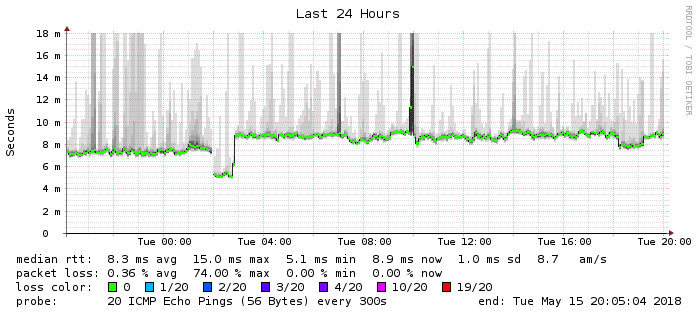 Last 24 Hours
RRDTOOL / TOBI OETIKER
Seconds
18 m
16 m
14 m
12 m
10 m
8 m
6 m
4 m
2 m
0
Tue 00:00 Tue 04:00 Tue 08:00 Tue 12:00 Tue 16:00 Tue 20:00
median rtt: 8.3 ms avg 15.0 ms max 5.1 ms min 8.9 ms now 1.0 ms sd 8.7 am/s
packet loss: 0.36 % avg 74.00 % max 0.00 % min 0.00 % now
loss color: 0 1/20 2/20 3/20 4/20 10/20 19/20
probe: 20 ICMP Echo Pings (56 Bytes) every 300s end: Tue May 15 20:05:04 2018